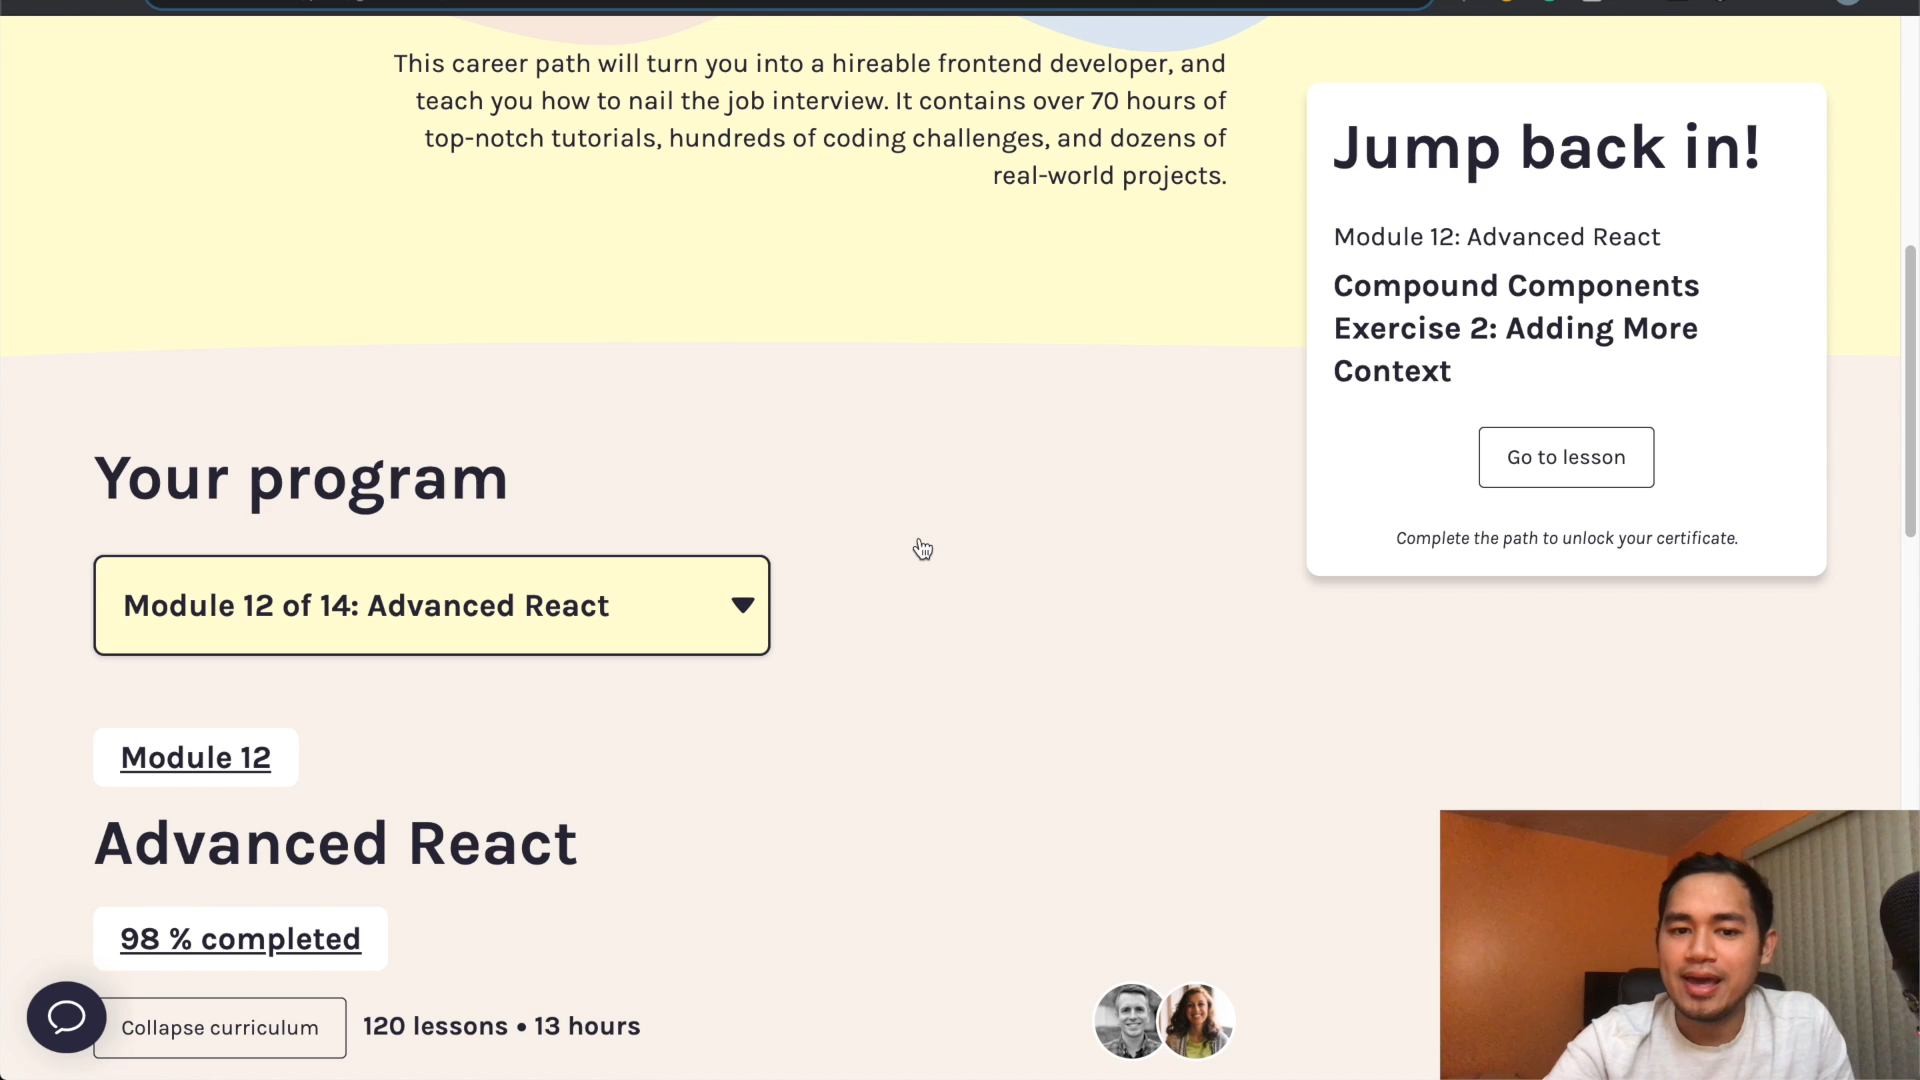 This career path will turn you into a hireable frontend developer, and
teach you how to nail the job interview. It contains over 70 hours of
top-notch tutorials, hundreds of coding challenges, and dozens of
real-world projects.
Jump back in!
Module 12: Advanced React
Compound Components
Exercise 2: Adding More
Context
Go to lesson
Complete the path to unlock your certificate.
Your program
Module 12 of 14: Advanced React
Module 12
Advanced React
98 % completed
Collapse curriculum
120 lessons • 13 hours